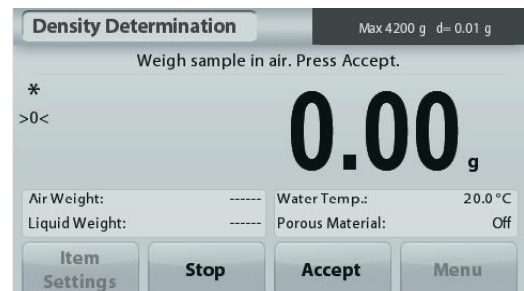 Density Determination
Max 4200 g d= 0.01 g
Weigh sample in air. Press Accept.
*
>0<
0.00 g
Air Weight: ------
Water Temp.: 20.0 °C
Liquid Weight: ------
Porous Material: Off
Item Settings
Stop
Accept
Menu